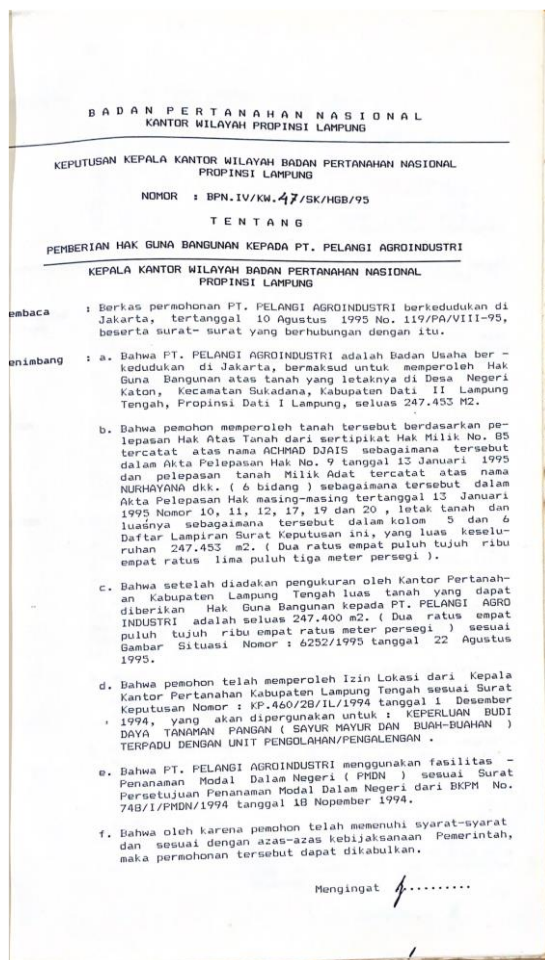 BADAN PERTANAHAN NASIONAL
KANTOR WILAYAH PROPINSI LAMPUNG
KEPUTUSAN KEPALA KANTOR WILAYAH BADAN PERTANAHAN NASIONAL
PROPINSI LAMPUNG
NOMOR : BPN.IV/KW.47/SK/HGB/95
TENTANG
PEMBERIAN HAK GUNA BANGUNAN KEPADA PT. PELANGI AGROINDUSTRI
KEPALA KANTOR WILAYAH BADAN PERTANAHAN NASIONAL
PROPINSI LAMPUNG
embaca : Berkas permohonan PT. PELANGI AGROINDUSTRI berkedudukan di
Jakarta, tertanggal 10 Agustus 1995 No. 119/PA/VIII-95,
beserta surat- surat yang berhubungan dengan itu.
enimbang : a. Bahwa PT. PELANGI AGROINDUSTRI adalah Badan Usaha ber -
kedudukan di Jakarta, bermaksud untuk memperoleh Hak
Guna Bangunan atas tanah yang letaknya di Desa Negeri
Katon, Kecamatan Sukadana, Kabupaten Dati II Lampung
Tengah, Propinsi Dati I Lampung, seluas 247.453 M2.
b. Bahwa pemohon memperoleh tanah tersebut berdasarkan pe-
lepasan Hak Atas Tanah dari sertipikat Hak Milik No. 85
tercatat atas nama ACHMAD DJAIS sebagaimana tersebut
dalam Akta Pelepasan Hak No. 9 tanggal 13 Januari 1995
dan pelepasan tanah Milik Adat tercatat atas nama
NURHAYANA dkk. ( 6 bidang ) sebagaimana tersebut dalam
Akta Pelepasan Hak masing-masing tertanggal 13 Januari
1995 Nomor 10, 11, 12, 17, 19 dan 20 , letak tanah dan
luasnya sebagaimana tersebut dalam kolom 5 dan 6
Daftar Lampiran Surat Keputusan ini, yang luas keselu-
ruhan 247.453 m2. ( Dua ratus empat puluh tujuh ribu
empat ratus lima puluh tiga meter persegi ).
c. Bahwa setelah diadakan pengukuran oleh Kantor Pertanah-
an Kabupaten Lampung Tengah luas tanah yang dapat
diberikan Hak Guna Bangunan kepada PT. PELANGI AGRO
INDUSTRI adalah seluas 247.400 m2. ( Dua ratus empat
puluh tujuh ribu empat ratus meter persegi ) sesuai
Gambar Situasi Nomor : 6252/1995 tanggal 22 Agustus
1995.
d. Bahwa pemohon telah memperoleh Izin Lokasi dari Kepala
Kantor Pertanahan Kabupaten Lampung Tengah sesuai Surat
Keputusan Nomor : KP.460/28/IL/1994 tanggal 1 Desember
1994, yang akan dipergunakan untuk : KEPERLUAN BUDI
DAYA TANAMAN PANGAN ( SAYUR MAYUR DAN BUAH-BUAHAN )
TERPADU DENGAN UNIT PENGOLAHAN/PENGALENGAN .
e. Bahwa PT. PELANGI AGROINDUSTRI menggunakan fasilitas -
Penanaman Modal Dalam Negeri ( PMDN ) sesuai Surat
Persetujuan Penanaman Modal Dalam Negeri dari BKPM No.
748/I/PMDN/1994 tanggal 18 Nopember 1994.
f. Bahwa oleh karena pemohon telah memenuhi syarat-syarat
dan sesuai dengan azas-azas kebijaksanaan Pemerintah,
maka permohonan tersebut dapat dikabulkan.
Mengingat .........